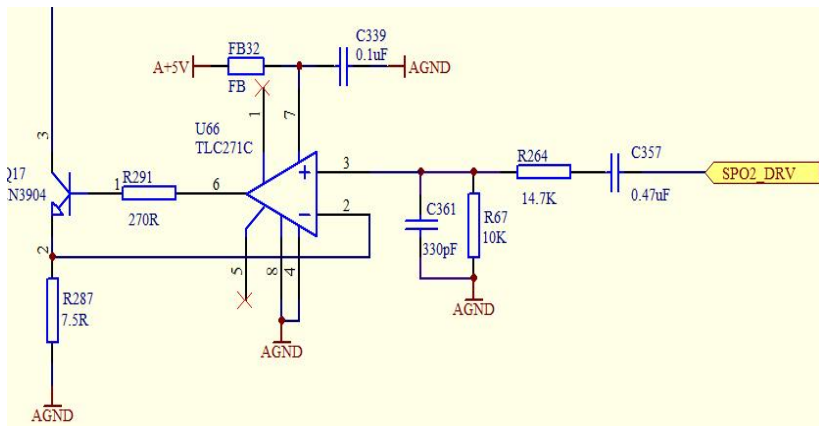 C339
0.1uF
FB32
A+5V
FB
AGND
U66
TLC271C
1
7
3
Q17
N3904
1
R291
270R
6
+
3
-
2
R264
14.7K
C357
0.47uF
SPO2_DRV
C361
330pF
R67
10K
AGND
2
5
8
4
AGND
R287
7.5R
AGND